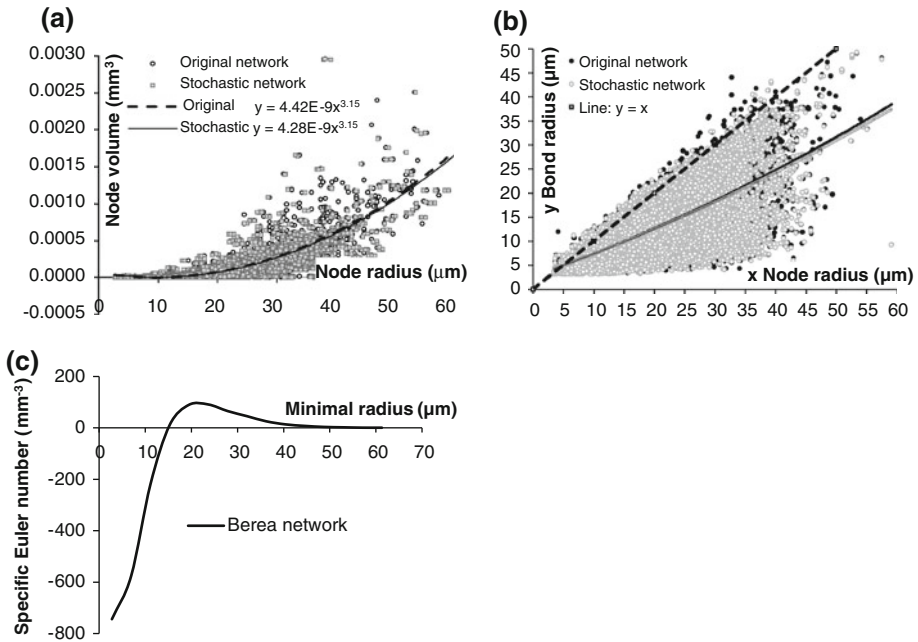 (a)
Node volume (mm³)
0.0030
0.0025
0.0020
0.0015
0.0010
0.0005
0.0000
-0.0005
Original network
Stochastic network
Original y = 4.42E-9x^3.15
Stochastic y = 4.28E-9x^3.15
Node radius (μm)
0 10 20 30 40 50 60
(b)
y Bond radius (μm)
50
45
40
35
30
25
20
15
10
5
0
Original network
Stochastic network
Line: y = x
x Node radius (μm)
0 5 10 15 20 25 30 35 40 45 50 55 60
(c)
Specific Euler number (mm⁻³)
200
0
-200
-400
-600
-800
Minimal radius (μm)
0 10 20 30 40 50 60 70
Berea network